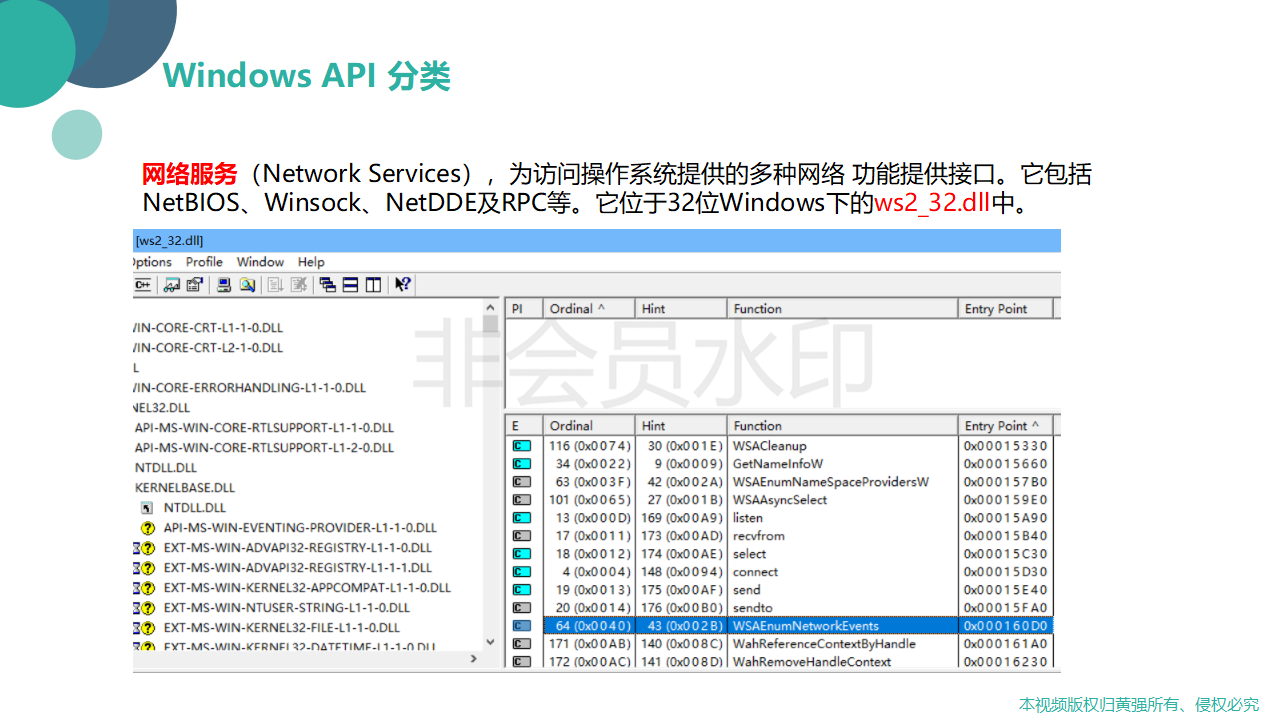 Windows API 分类
网络服务（Network Services），为访问操作系统提供的多种网络 功能提供接口。它包括
NetBIOS、Winsock、NetDDE及RPC等。它位于32位Windows下的ws2_32.dll中。
[ws2_32.dll]
Options Profile Window Help
C++
PI Ordinal ^ Hint Function Entry Point
VIN-CORE-CRT-L1-1-0.DLL
VIN-CORE-CRT-L2-1-0.DLL
L
VIN-CORE-ERRORHANDLING-L1-1-0.DLL
NEL32.DLL
API-MS-WIN-CORE-RTLSUPPORT-L1-1-0.DLL
API-MS-WIN-CORE-RTLSUPPORT-L1-2-0.DLL
NTDLL.DLL
KERNELBASE.DLL
NTDLL.DLL
API-MS-WIN-EVENTING-PROVIDER-L1-1-0.DLL
EXT-MS-WIN-ADVAPI32-REGISTRY-L1-1-0.DLL
EXT-MS-WIN-ADVAPI32-REGISTRY-L1-1-1.DLL
EXT-MS-WIN-KERNEL32-APPCOMPAT-L1-1-0.DLL
EXT-MS-WIN-NTUSER-STRING-L1-1-0.DLL
EXT-MS-WIN-KERNEL32-FILE-L1-1-0.DLL
EXT-MS-WIN-KERNEL32-DATETIME-L1-1-0.DLL
非会员水印
E Ordinal Hint Function Entry Point ^
C 116 (0x0074) 30 (0x001E) WSACleanup 0x00015330
C 34 (0x0022) 9 (0x0009) GetNameInfoW 0x00015660
C 63 (0x003F) 42 (0x002A) WSAEnumNameSpaceProvidersW 0x000157B0
C 101 (0x0065) 27 (0x001B) WSAAsyncSelect 0x000159E0
C 13 (0x000D) 169 (0x00A9) listen 0x00015A90
C 17 (0x0011) 173 (0x00AD) recvfrom 0x00015B40
C 18 (0x0012) 174 (0x00AE) select 0x00015C30
C 4 (0x0004) 148 (0x0094) connect 0x00015D30
C 19 (0x0013) 175 (0x00AF) send 0x00015E40
C 20 (0x0014) 176 (0x00B0) sendto 0x00015FA0
C 64 (0x0040) 43 (0x002B) WSAEnumNetworkEvents 0x000160D0
C 171 (0x00AB) 140 (0x008C) WahReferenceContextByHandle 0x000161A0
C 172 (0x00AC) 141 (0x008D) WahRemoveHandleContext 0x00016230
本视频版权归黄强所有、侵权必究